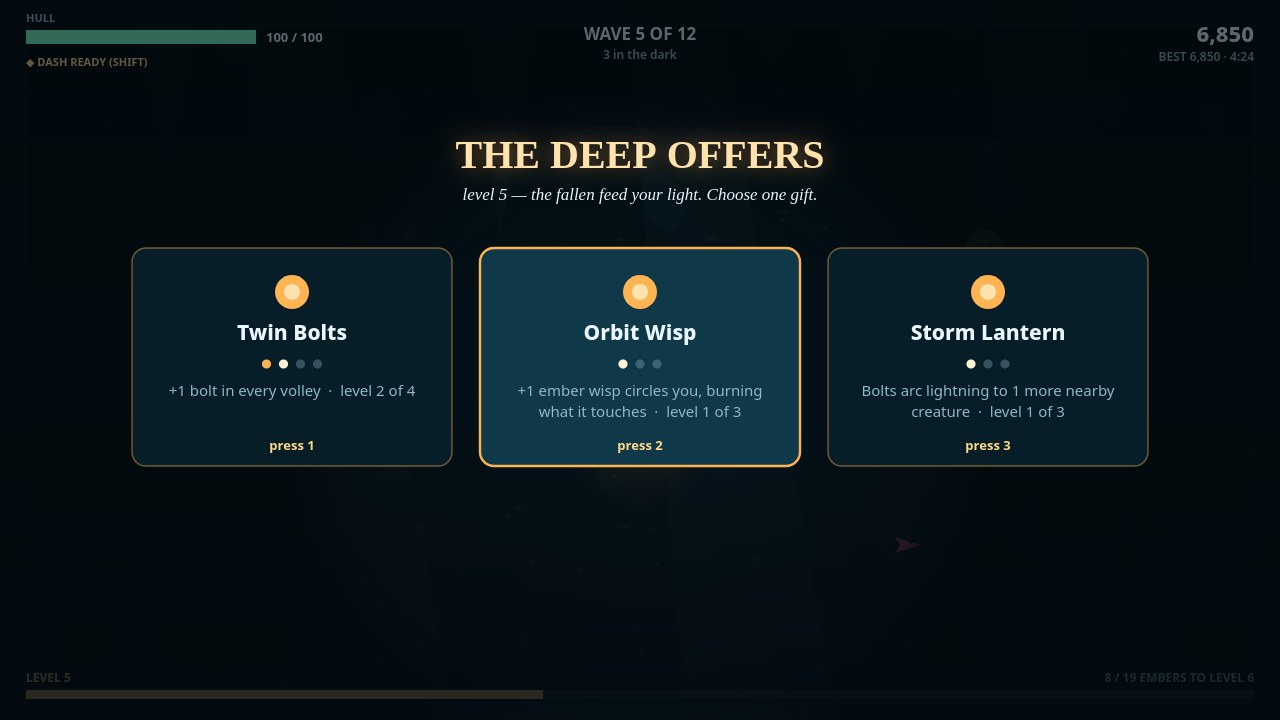 HULL
100 / 100
◆ DASH READY (SHIFT)
WAVE 5 OF 12
3 in the dark
6,850
BEST 6,850 · 4:24
THE DEEP OFFERS
level 5 — the fallen feed your light. Choose one gift.
Twin Bolts
+1 bolt in every volley · level 2 of 4
press 1
Orbit Wisp
+1 ember wisp circles you, burning
what it touches · level 1 of 3
press 2
Storm Lantern
Bolts arc lightning to 1 more nearby
creature · level 1 of 3
press 3
LEVEL 5
8 / 19 EMBERS TO LEVEL 6